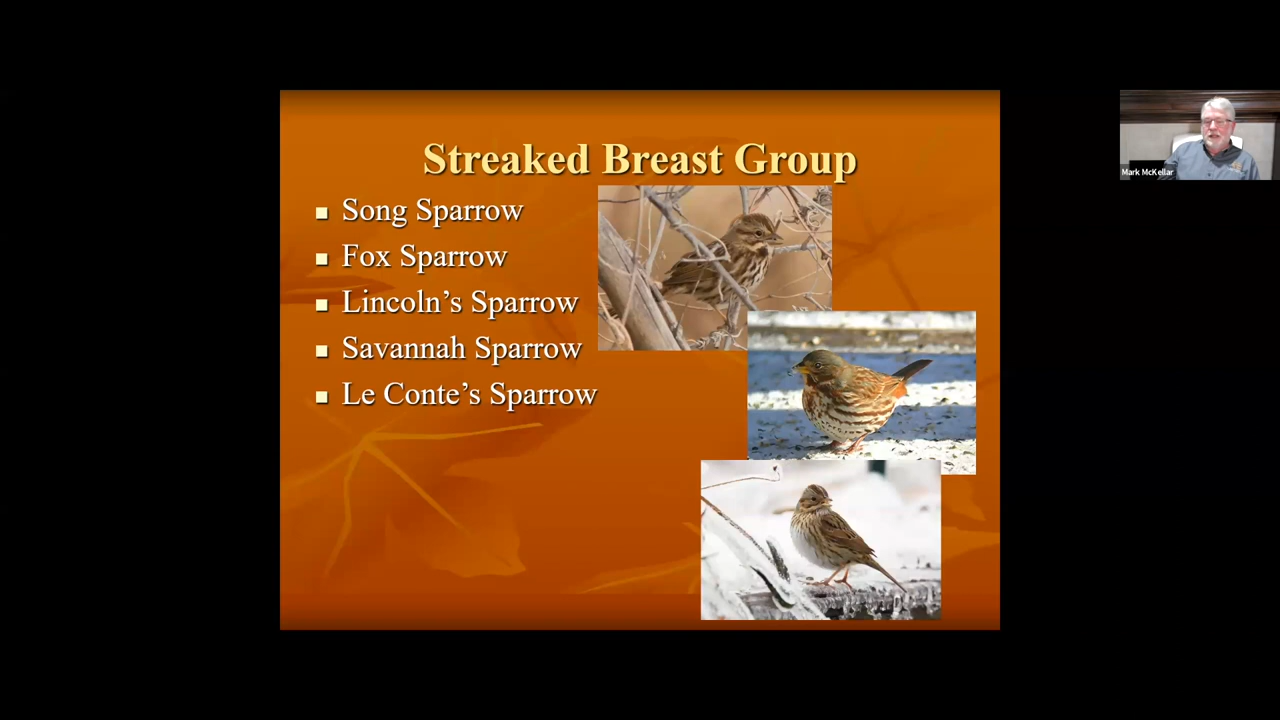 Streaked Breast Group
Song Sparrow
Fox Sparrow
Lincoln’s Sparrow
Savannah Sparrow
Le Conte’s Sparrow
Mark McKellar